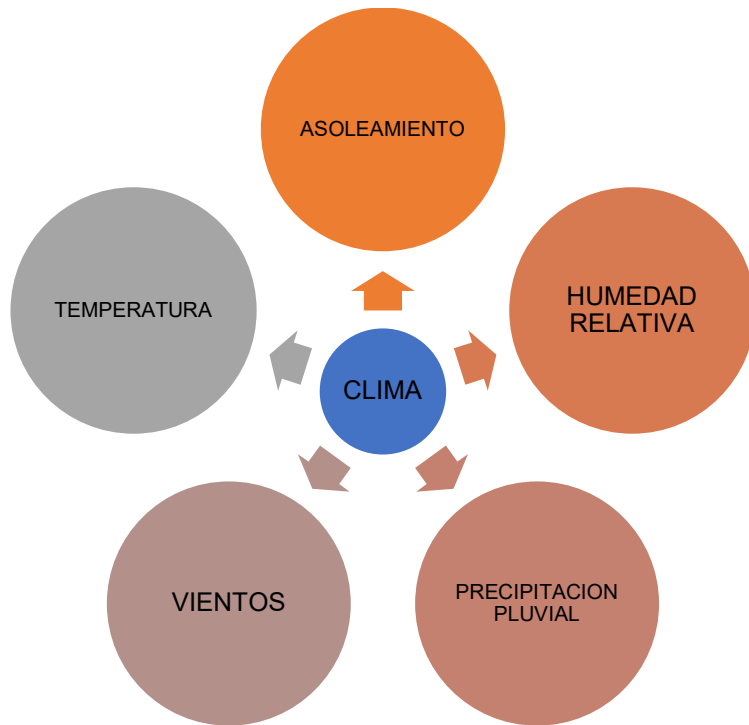 ASOLEAMIENTO
HUMEDAD
RELATIVA
PRECIPITACION
PLUVIAL
VIENTOS
TEMPERATURA
CLIMA